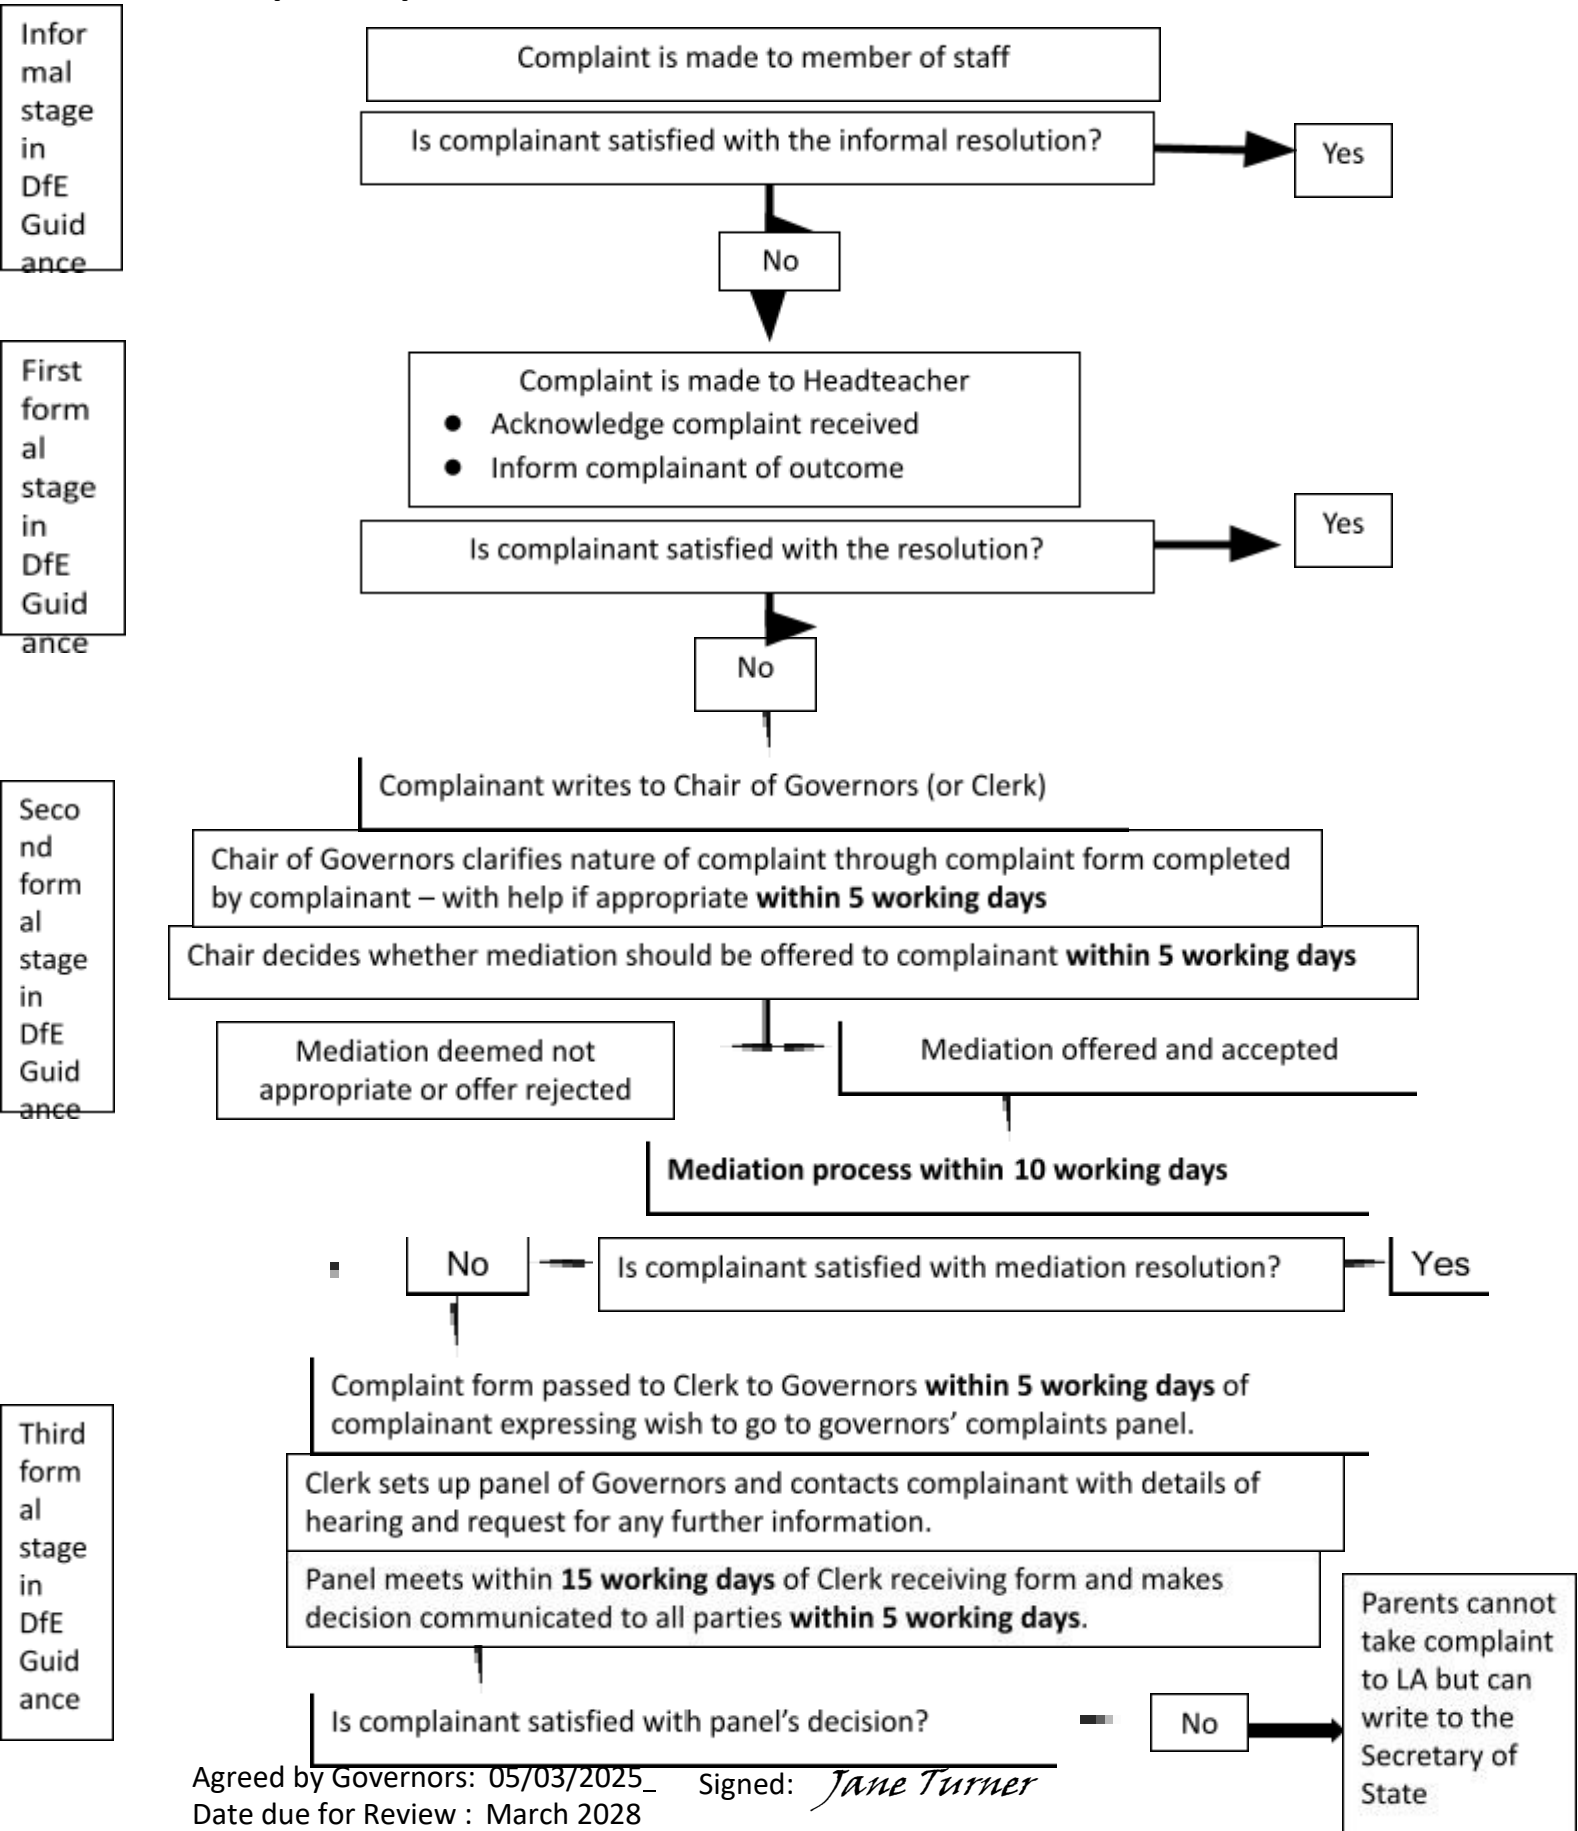 Infor
mal
stage
in
DfE
Guid
ance
Complaint is made to member of staff
Is complainant satisfied with the informal resolution?
Yes
No
First
form
al
stage
in
DfE
Guid
ance
Complaint is made to Headteacher
● Acknowledge complaint received
● Inform complainant of outcome
Is complainant satisfied with the resolution?
Yes
No
Seco
nd
form
al
stage
in
DfE
Guid
ance
Complainant writes to Chair of Governors (or Clerk)
Chair of Governors clarifies nature of complaint through complaint form completed
by complainant – with help if appropriate within 5 working days
Chair decides whether mediation should be offered to complainant within 5 working days
Mediation deemed not
appropriate or offer rejected
Mediation offered and accepted
Mediation process within 10 working days
No
Is complainant satisfied with mediation resolution?
Yes
Third
form
al
stage
in
DfE
Guid
ance
Complaint form passed to Clerk to Governors within 5 working days of
complainant expressing wish to go to governors' complaints panel.
Clerk sets up panel of Governors and contacts complainant with details of
hearing and request for any further information.
Panel meets within 15 working days of Clerk receiving form and makes
decision communicated to all parties within 5 working days.
Is complainant satisfied with panel's decision?
No
Parents cannot
take complaint
to LA but can
write to the
Secretary of
State
Agreed by Governors: 05/03/2025_ Signed: Jane Turner
Date due for Review : March 2028